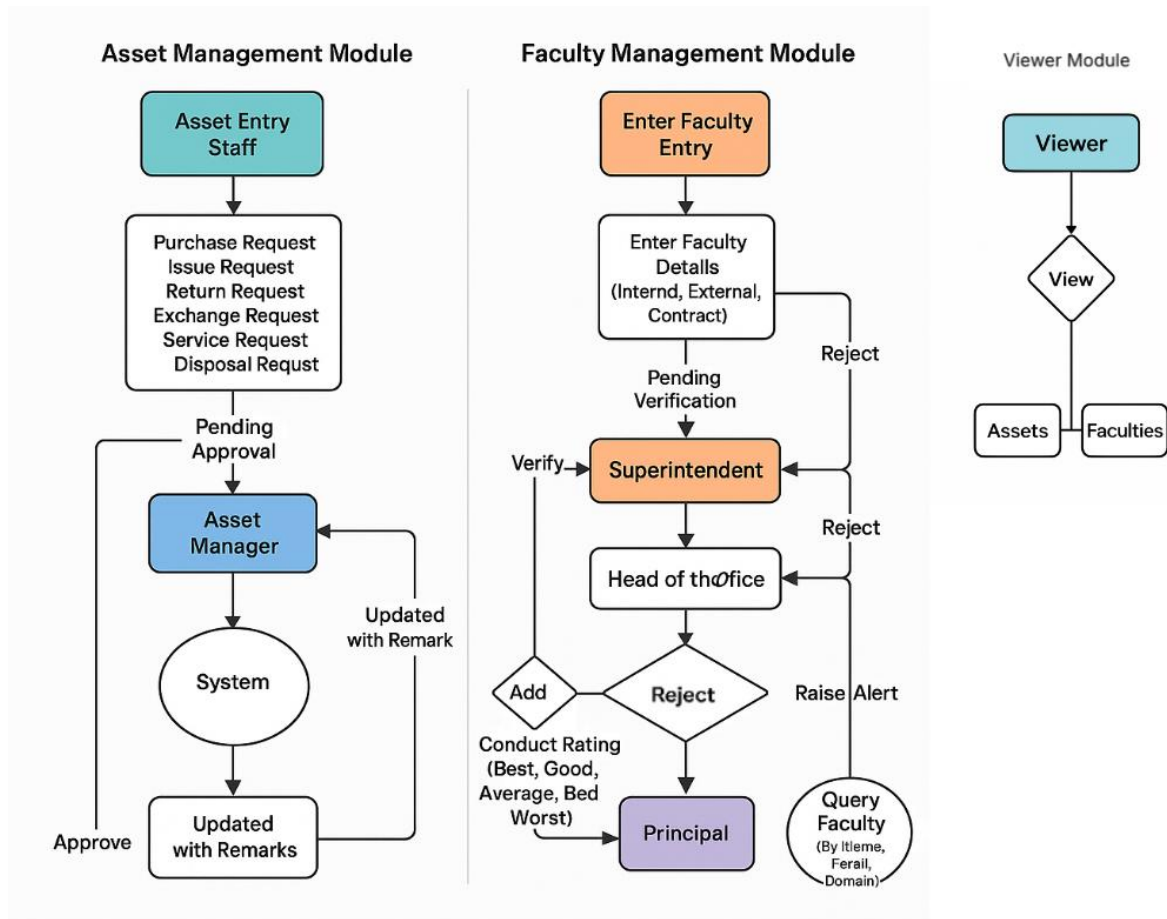 Asset Management Module
Asset Entry
Staff
Purchase Request
Issue Request
Return Request
Exchange Request
Service Request
Disposal Requst
Pending
Approval
Asset
Manager
Updated
with Remark
System
Updated
with Remarks
Approve
Faculty Management Module
Enter Faculty
Entry
Enter Faculty
Detalls
(Internd, External,
Contract)
Reject
Pending
Verification
Verify
Superintendent
Reject
Head of thOfice
Add
Reject
Raise Alert
Conduct Rating
(Best, Good,
Average, Bed
Worst)
Principal
Query
Faculty
(By Itleme,
Ferail,
Domain)
Viewer Module
Viewer
View
Assets
Faculties